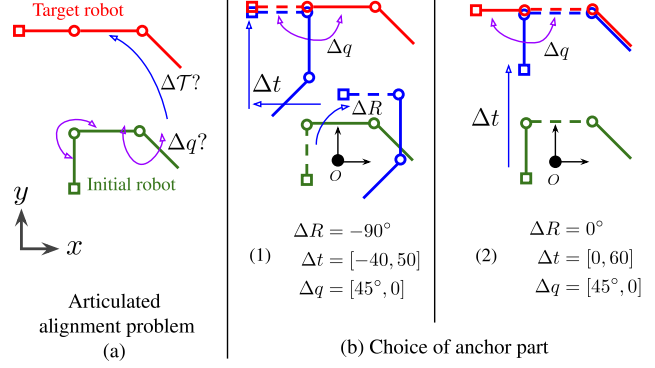 Target robot
Δ𝒯?
Δq?
Initial robot
y
x
Articulated
alignment problem
(a)
Δq
Δt
ΔR
O
(1)
ΔR = −90°
Δt = [−40, 50]
Δq = [45°, 0]
Δq
Δt
O
(2)
ΔR = 0°
Δt = [0, 60]
Δq = [45°, 0]
(b) Choice of anchor part